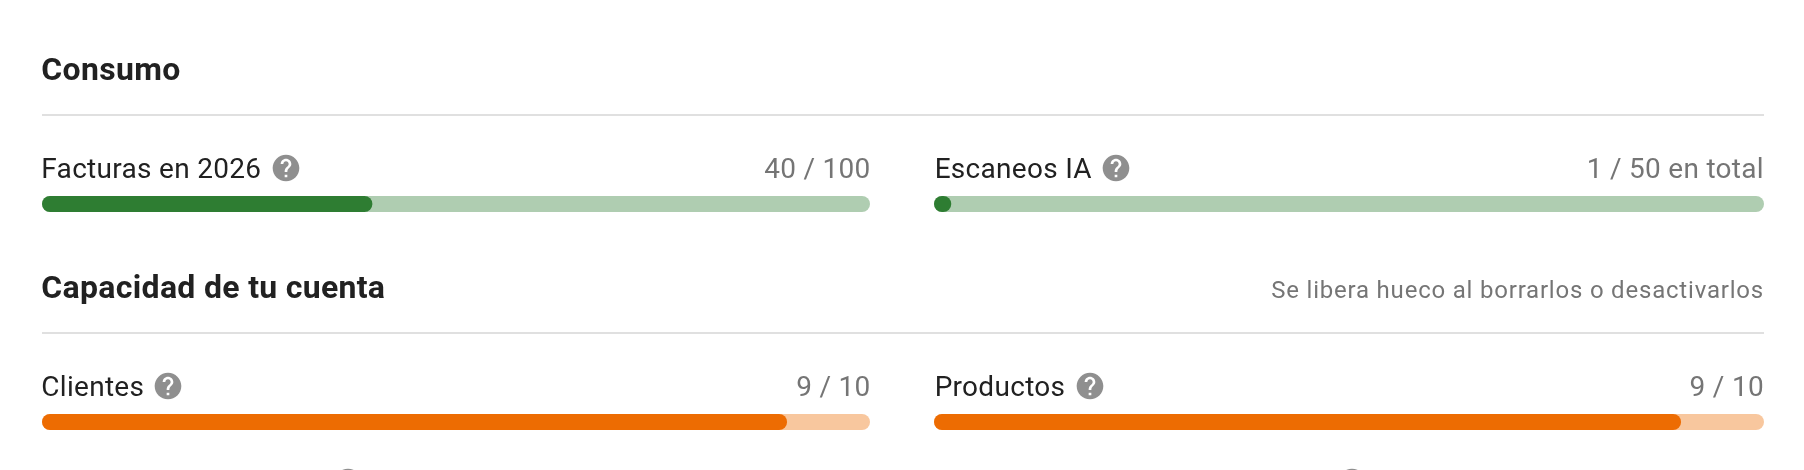 Consumo
Facturas en 2026 ? 40 / 100
Escaneos IA ? 1 / 50 en total
Capacidad de tu cuenta Se libera hueco al borrarlos o desactivarlos
Clientes ? 9 / 10
Productos ? 9 / 10